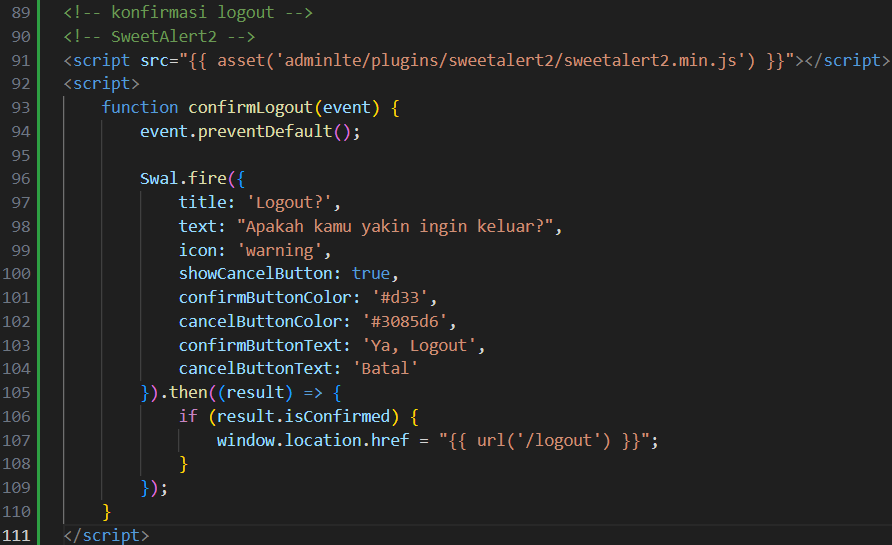 89 <!-- konfirmasi logout -->
90 <!-- SweetAlert2 -->
91 <script src="{{ asset('adminlte/plugins/sweetalert2/sweetalert2.min.js') }}"></script>
92 <script>
93     function confirmLogout(event) {
94         event.preventDefault();
95
96         Swal.fire({
97             title: 'Logout?',
98             text: "Apakah kamu yakin ingin keluar?",
99             icon: 'warning',
100             showCancelButton: true,
101             confirmButtonColor: '#d33',
102             cancelButtonColor: '#3085d6',
103             confirmButtonText: 'Ya, Logout',
104             cancelButtonText: 'Batal'
105         }).then((result) => {
106             if (result.isConfirmed) {
107                 window.location.href = "{{ url('/logout') }}";
108             }
109         });
110     }
111 </script>